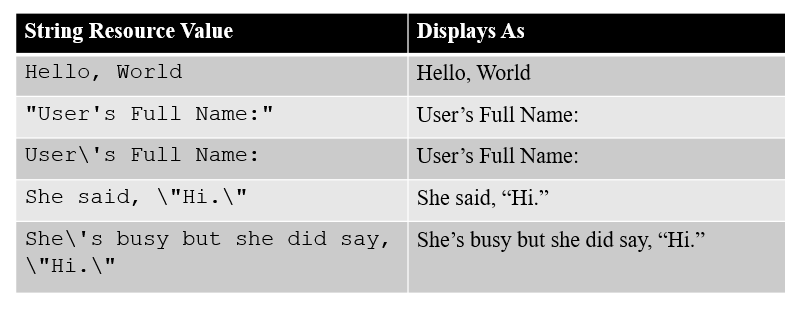 String Resource Value Displays As
Hello, World Hello, World
"User's Full Name:" User’s Full Name:
User\'s Full Name: User’s Full Name:
She said, \"Hi.\" She said, “Hi.”
She\'s busy but she did say, She’s busy but she did say, “Hi.”
\"Hi.\"